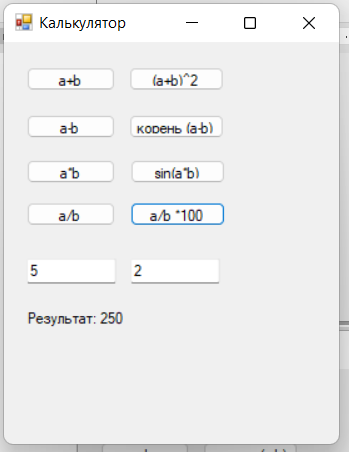 Калькулятор
a+b (a+b)^2
a-b корень (a-b)
a*b sin(a*b)
a/b a/b *100
5 2
Результат: 250